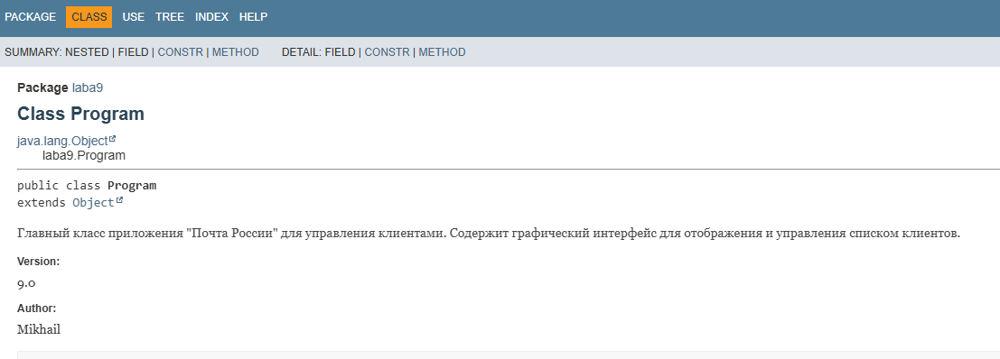 PACKAGE CLASS USE TREE INDEX HELP
SUMMARY: NESTED | FIELD | CONSTR | METHOD DETAIL: FIELD | CONSTR | METHOD
Package laba9
Class Program
java.lang.Object
laba9.Program
public class Program
extends Object
Главный класс приложения "Почта России" для управления клиентами. Содержит графический интерфейс для отображения и управления списком клиентов.
Version:
9.0
Author:
Mikhail